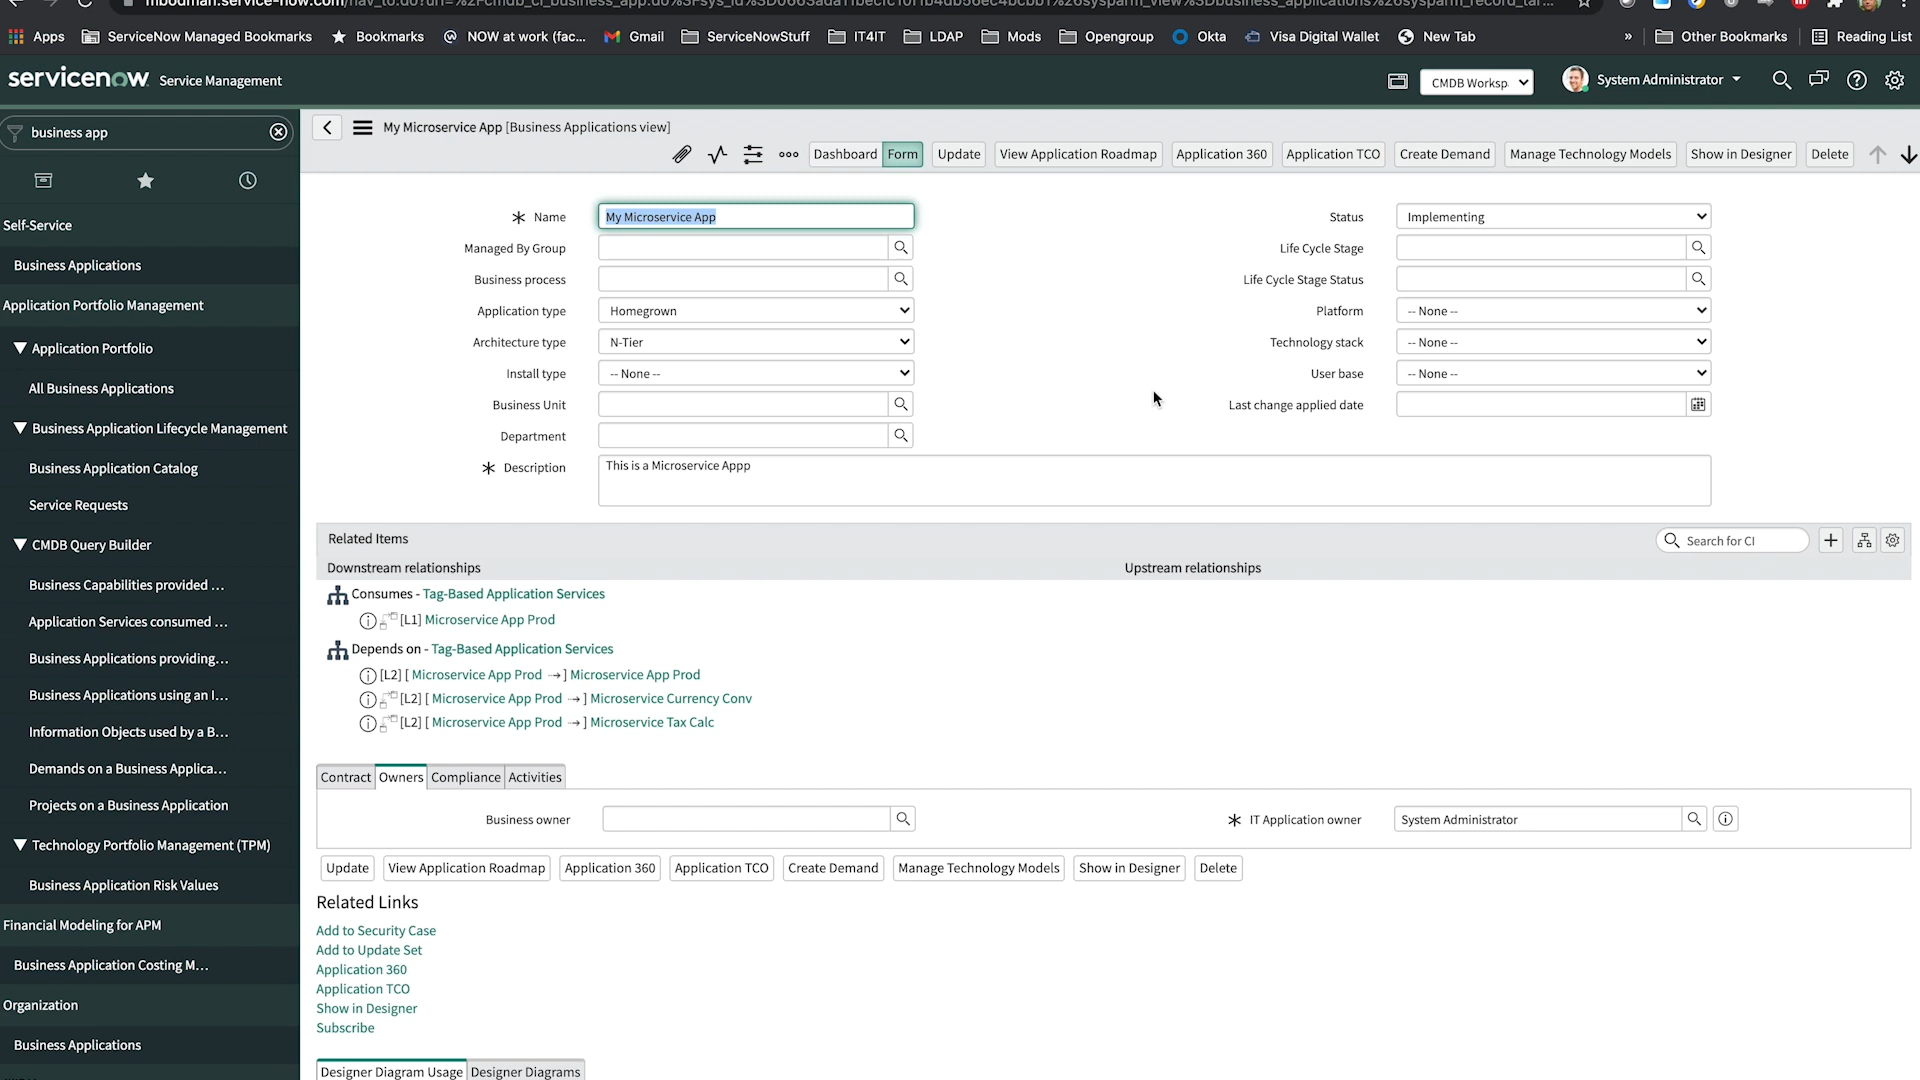 Apps ServiceNow Managed Bookmarks Bookmarks NOW at work (fac... Gmail ServiceNowStuff IT4IT LDAP Mods Opengroup Okta Visa Digital Wallet New Tab » Other Bookmarks Reading List
servicenow Service Management CMDB Worksp System Administrator
business app
My Microservice App [Business Applications view]
Dashboard Form Update View Application Roadmap Application 360 Application TCO Create Demand Manage Technology Models Show in Designer Delete
Self-Service
Business Applications
Application Portfolio Management
Application Portfolio
All Business Applications
Business Application Lifecycle Management
Business Application Catalog
Service Requests
CMDB Query Builder
Business Capabilities provided ...
Application Services consumed ...
Business Applications providing...
Business Applications using an I...
Information Objects used by a B...
Demands on a Business Applica...
Projects on a Business Application
Technology Portfolio Management (TPM)
Business Application Risk Values
Financial Modeling for APM
Business Application Costing M...
Organization
Business Applications
Name My Microservice App Status Implementing
Managed By Group Life Cycle Stage
Business process Life Cycle Stage Status
Application type Homegrown Platform -- None --
Architecture type N-Tier Technology stack -- None --
Install type -- None -- User base -- None --
Business Unit Last change applied date
Department
Description This is a Microservice Appp
Related Items Search for CI
Downstream relationships Upstream relationships
Consumes - Tag-Based Application Services
[L1] Microservice App Prod
Depends on - Tag-Based Application Services
[L2] [ Microservice App Prod → ] Microservice App Prod
[L2] [ Microservice App Prod → ] Microservice Currency Conv
[L2] [ Microservice App Prod → ] Microservice Tax Calc
Contract Owners Compliance Activities
Business owner IT Application owner System Administrator
Update View Application Roadmap Application 360 Application TCO Create Demand Manage Technology Models Show in Designer Delete
Related Links
Add to Security Case
Add to Update Set
Application 360
Application TCO
Show in Designer
Subscribe
Designer Diagram Usage Designer Diagrams